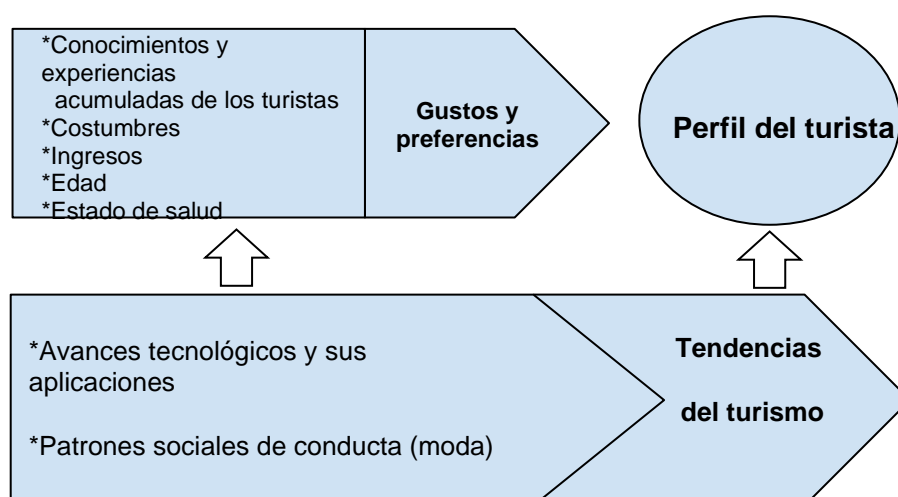 *Conocimientos y
experiencias
acumuladas de los turistas
*Costumbres
*Ingresos
*Edad
*Estado de salud
Gustos y
preferencias
Perfil del turista
*Avances tecnológicos y sus
aplicaciones
*Patrones sociales de conducta (moda)
Tendencias
del turismo